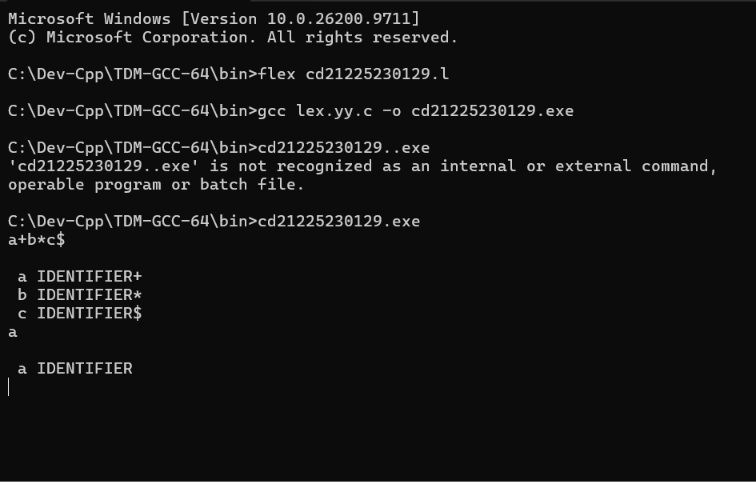 Microsoft Windows [Version 10.0.26200.9711]
(c) Microsoft Corporation. All rights reserved.
C:\Dev-Cpp\TDM-GCC-64\bin>flex cd21225230129.l
C:\Dev-Cpp\TDM-GCC-64\bin>gcc lex.yy.c -o cd21225230129.exe
C:\Dev-Cpp\TDM-GCC-64\bin>cd21225230129..exe
'cd21225230129..exe' is not recognized as an internal or external command,
operable program or batch file.
C:\Dev-Cpp\TDM-GCC-64\bin>cd21225230129.exe
a+b*c$
a IDENTIFIER+
b IDENTIFIER*
c IDENTIFIER$
a
a IDENTIFIER